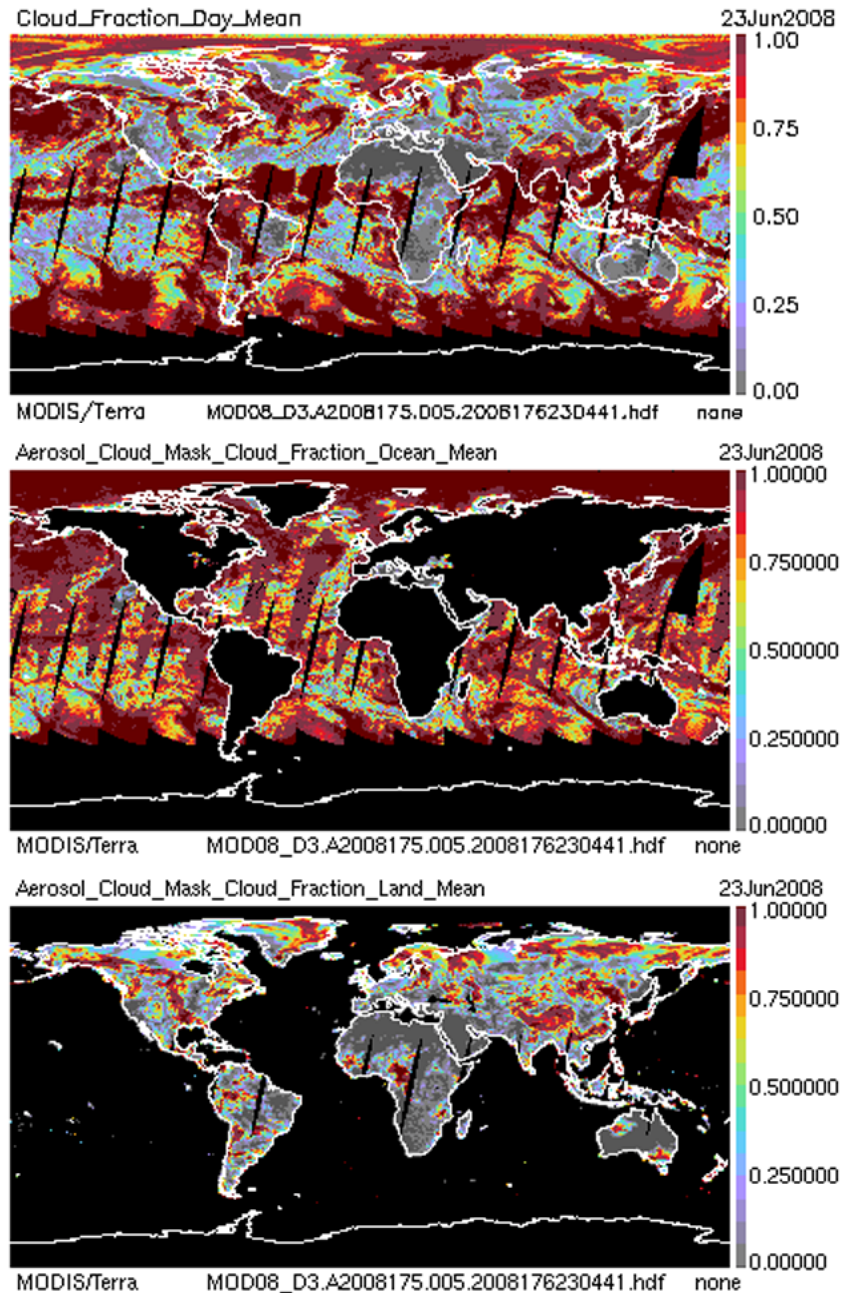 Cloud_Fraction_Day_Mean 23Jun2008
1.00
0.75
0.50
0.25
0.00
MODIS/Terra MOD08_D3.A2008175.005.2008176230441.hdf none
Aerosol_Cloud_Mask_Cloud_Fraction_Ocean_Mean 23Jun2008
1.00000
0.750000
0.500000
0.250000
0.00000
MODIS/Terra MOD08_D3.A2008175.005.2008176230441.hdf none
Aerosol_Cloud_Mask_Cloud_Fraction_Land_Mean 23Jun2008
1.00000
0.750000
0.500000
0.250000
0.00000
MODIS/Terra MOD08_D3.A2008175.005.2008176230441.hdf none